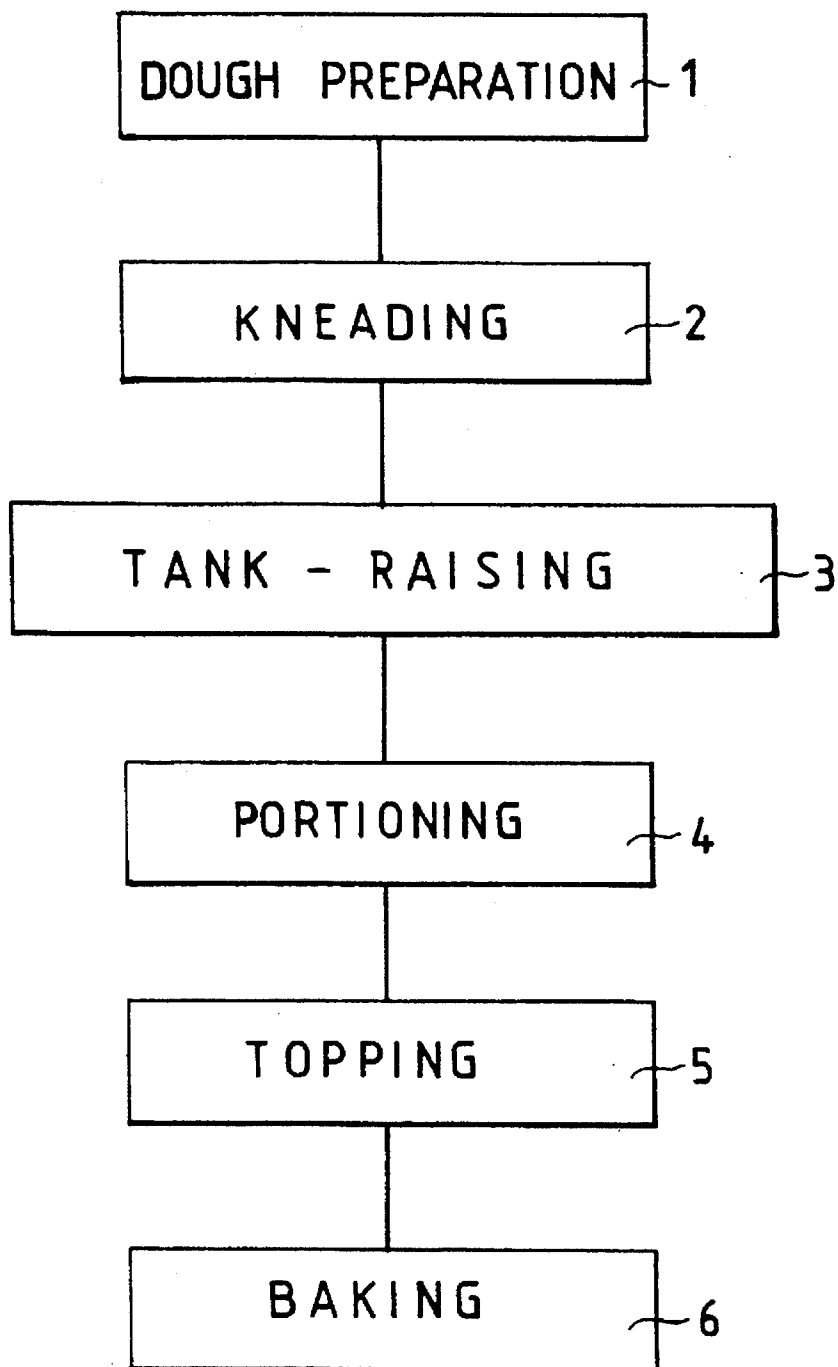 DOUGH PREPARATION 1
KNEADING 2
TANK - RAISING 3
PORTIONING 4
TOPPING 5
BAKING 6